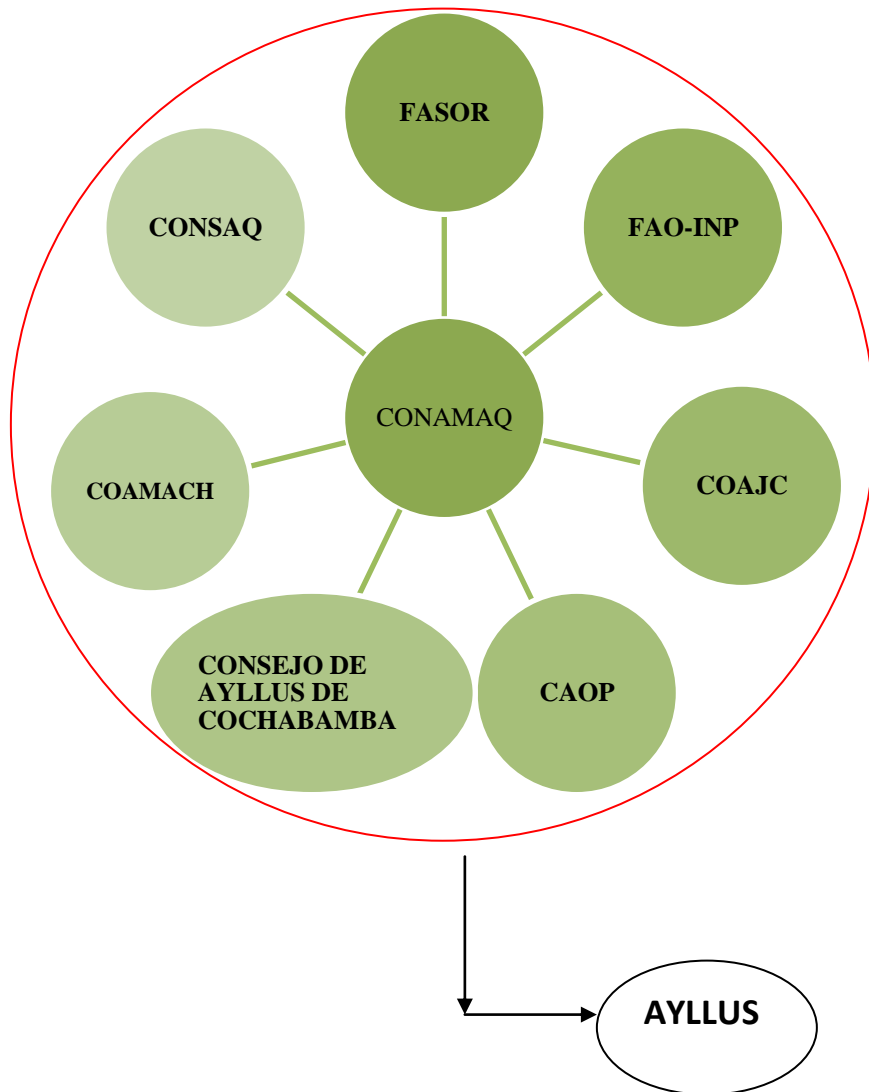 FASOR
CONSAQ
FAO-INP
CONAMAQ
COAMACH
COAJC
CONSEJO DE
AYLLUS DE
COCHABAMBA
CAOP
AYLLUS